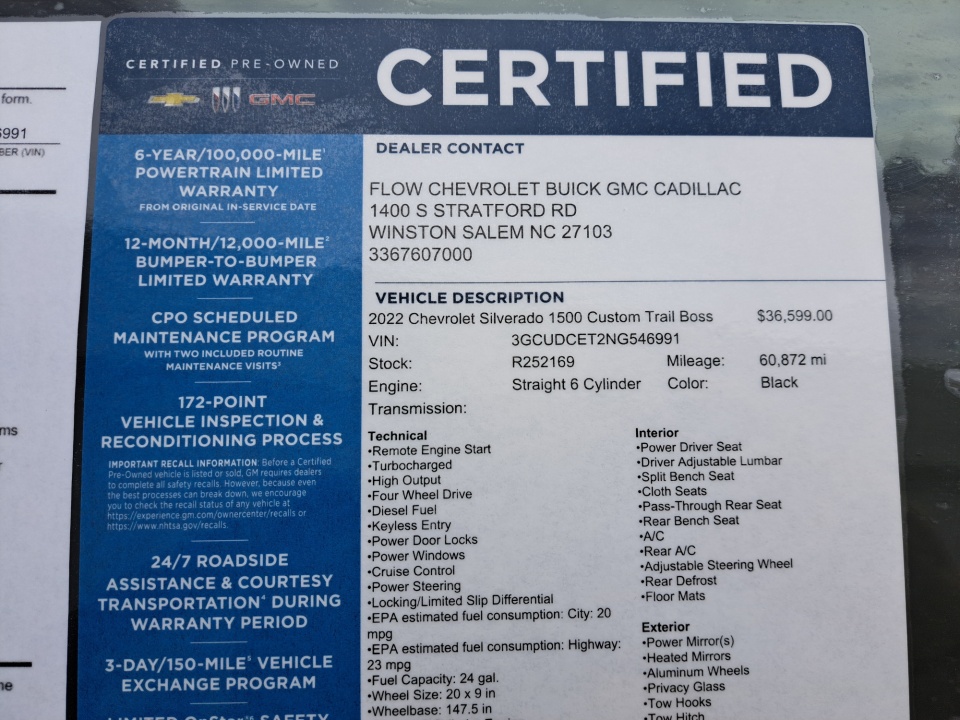 form.
6991
BER (VIN)
ms
ne
CERTIFIED PRE-OWNED
GMC
CERTIFIED
6-YEAR/100,000-MILE¹
POWERTRAIN LIMITED
WARRANTY
FROM ORIGINAL IN-SERVICE DATE
12-MONTH/12,000-MILE²
BUMPER-TO-BUMPER
LIMITED WARRANTY
CPO SCHEDULED
MAINTENANCE PROGRAM
WITH TWO INCLUDED ROUTINE
MAINTENANCE VISITS³
172-POINT
VEHICLE INSPECTION &
RECONDITIONING PROCESS
IMPORTANT RECALL INFORMATION: Before a Certified
Pre-Owned vehicle is listed or sold, GM requires dealers
to complete all safety recalls. However, because even
the best processes can break down, we encourage
you to check the recall status of any vehicle at
https://experience.gm.com/ownercenter/recalls or
https://www.nhtsa.gov/recalls.
24/7 ROADSIDE
ASSISTANCE & COURTESY
TRANSPORTATION⁴ DURING
WARRANTY PERIOD
3-DAY/150-MILE⁵ VEHICLE
EXCHANGE PROGRAM
LIMITED OnStar SAFETY
DEALER CONTACT
FLOW CHEVROLET BUICK GMC CADILLAC
1400 S STRATFORD RD
WINSTON SALEM NC 27103
3367607000
VEHICLE DESCRIPTION
2022 Chevrolet Silverado 1500 Custom Trail Boss $36,599.00
VIN: 3GCUDCET2NG546991
Stock: R252169 Mileage: 60,872 mi
Engine: Straight 6 Cylinder Color: Black
Transmission:
Technical
•Remote Engine Start
•Turbocharged
•High Output
•Four Wheel Drive
•Diesel Fuel
•Keyless Entry
•Power Door Locks
•Power Windows
•Cruise Control
•Power Steering
•Locking/Limited Slip Differential
•EPA estimated fuel consumption: City: 20
mpg
•EPA estimated fuel consumption: Highway:
23 mpg
•Fuel Capacity: 24 gal.
•Wheel Size: 20 x 9 in
•Wheelbase: 147.5 in
Interior
•Power Driver Seat
•Driver Adjustable Lumbar
•Split Bench Seat
•Cloth Seats
•Pass-Through Rear Seat
•Rear Bench Seat
•A/C
•Rear A/C
•Adjustable Steering Wheel
•Rear Defrost
•Floor Mats
Exterior
•Power Mirror(s)
•Heated Mirrors
•Aluminum Wheels
•Privacy Glass
•Tow Hooks
•Tow Hitch